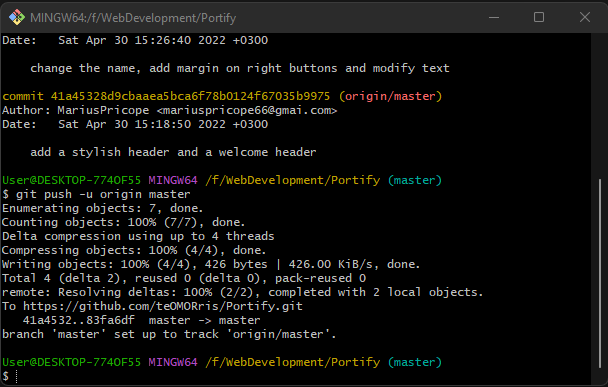 MINGW64:/f/WebDevelopment/Portify
Date:   Sat Apr 30 15:26:40 2022 +0300
change the name, add margin on right buttons and modify text
commit 41a45328d9cbaaea5bca6f78b0124f67035b9975 (origin/master)
Author: MariusPricope <mariuspricope66@gmai.com>
Date:   Sat Apr 30 15:18:50 2022 +0300
add a stylish header and a welcome header
User@DESKTOP-7740F55 MINGW64 /f/WebDevelopment/Portify (master)
$ git push -u origin master
Enumerating objects: 7, done.
Counting objects: 100% (7/7), done.
Delta compression using up to 4 threads
Compressing objects: 100% (4/4), done.
Writing objects: 100% (4/4), 426 bytes | 426.00 KiB/s, done.
Total 4 (delta 2), reused 0 (delta 0), pack-reused 0
remote: Resolving deltas: 100% (2/2), completed with 2 local objects.
To https://github.com/teOMORris/Portify.git
   41a4532..83fa6df  master -> master
branch 'master' set up to track 'origin/master'.
User@DESKTOP-7740F55 MINGW64 /f/WebDevelopment/Portify (master)
$